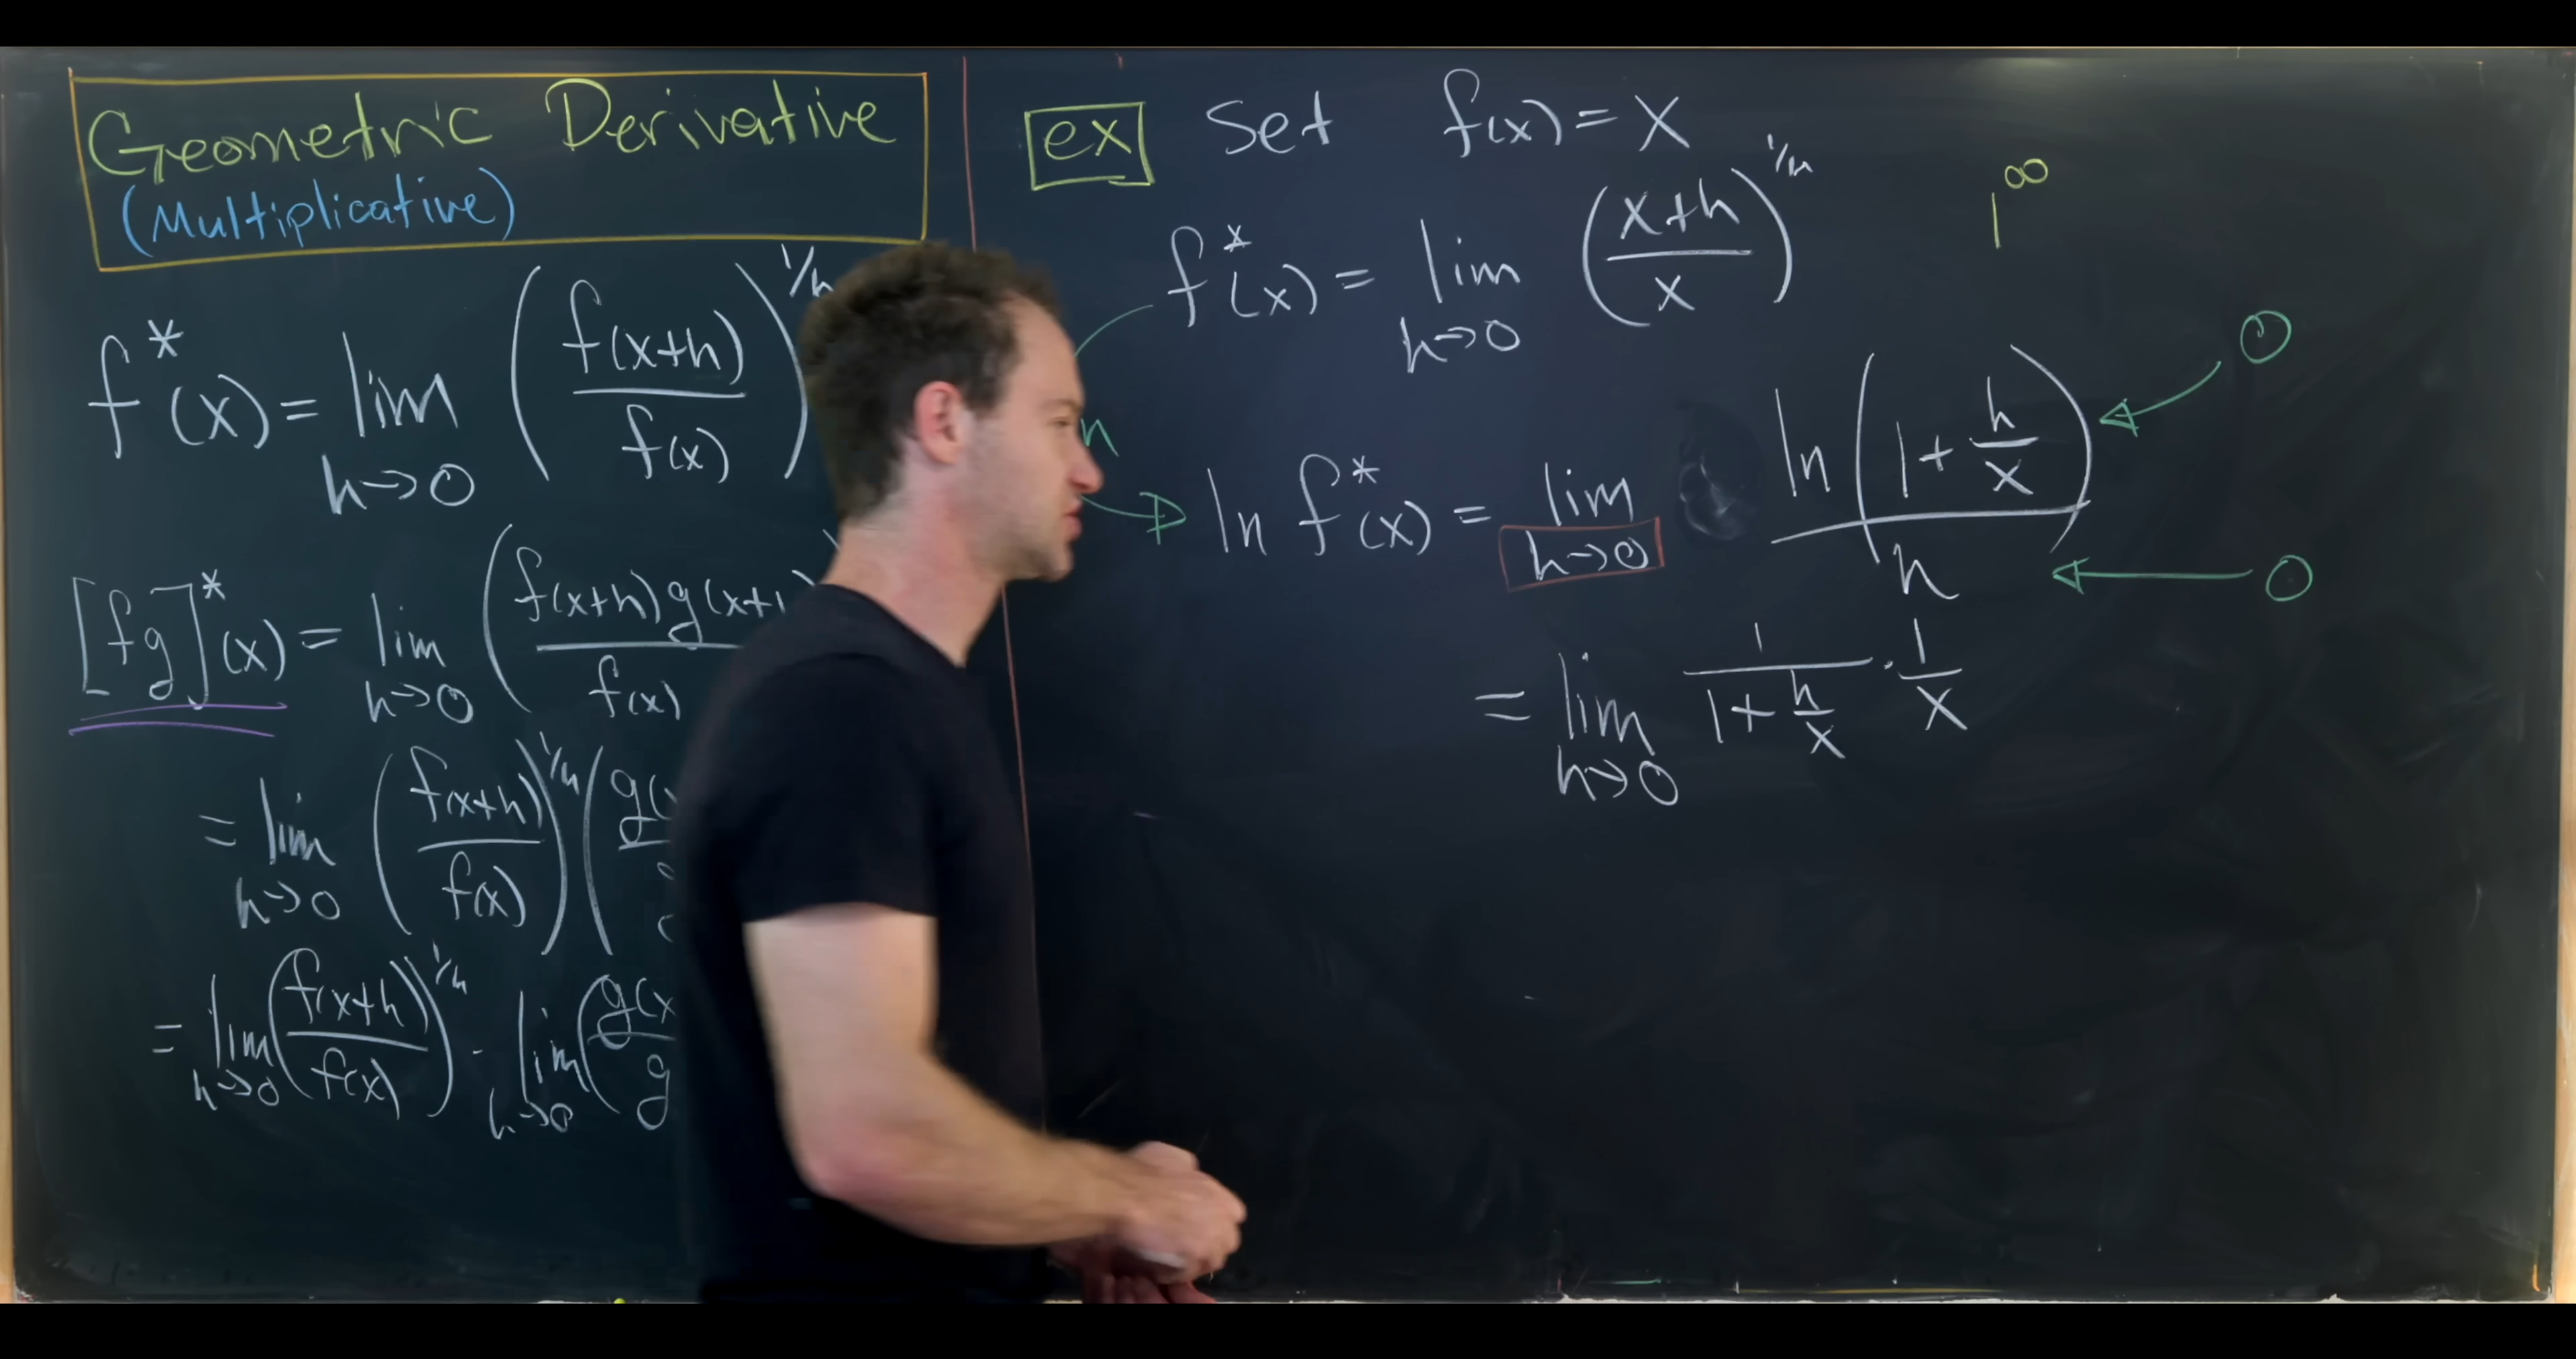 Geometric Derivative
(Multiplicative)
f*(x) = lim h→0 (f(x+h)/f(x))^1/h
[fg]*(x) = lim h→0 (f(x+h)g(x+
f(x)
= lim h→0 (f(x+h)/f(x))^1/h (g(
= lim h→0 (f(x+h)/f(x))^1/h · lim h→0 (g(x
g
ex Set f(x) = x
f*(x) = lim h→0 ((x+h)/x)^1/h 1^∞
n
ln f*(x) = lim h→0 ln(1 + h/x)/h
0
0
= lim h→0 1/(1 + h/x) · 1/x